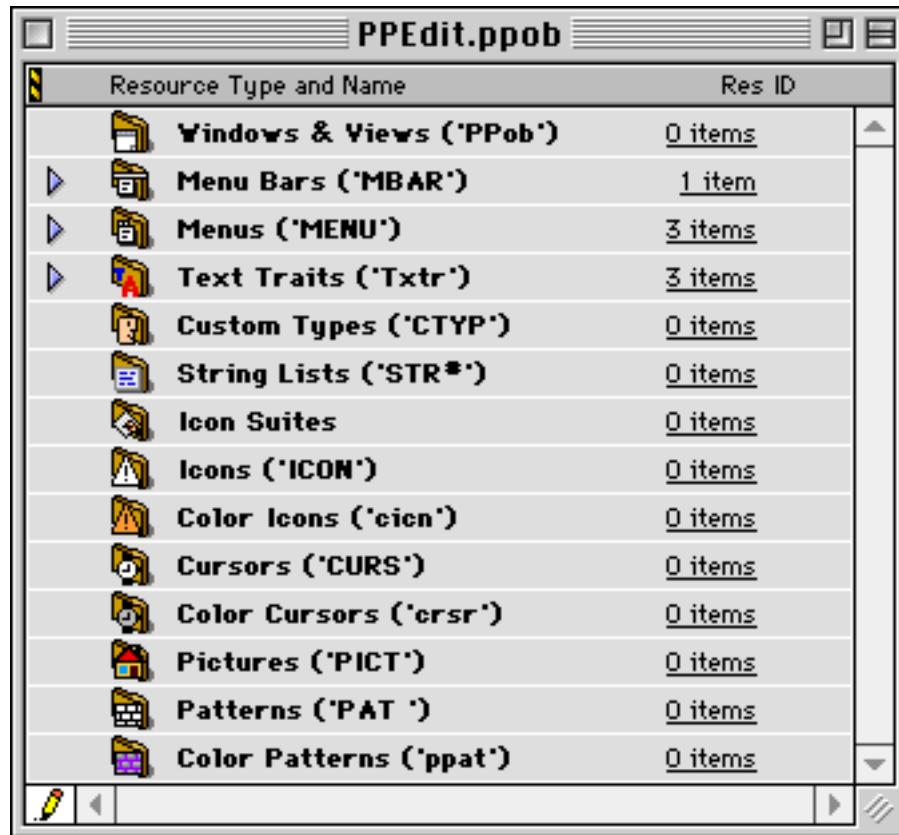 PPEdit.ppob
Resource Type and Name Res ID
Windows & Views ('PPob') 0 items
Menu Bars ('MBAR') 1 item
Menus ('MENU') 3 items
Text Traits ('Txtr') 3 items
Custom Types ('CTYP') 0 items
String Lists ('STR#') 0 items
Icon Suites 0 items
Icons ('ICON') 0 items
Color Icons ('cicn') 0 items
Cursors ('CURS') 0 items
Color Cursors ('crsr') 0 items
Pictures ('PICT') 0 items
Patterns ('PAT ') 0 items
Color Patterns ('ppat') 0 items